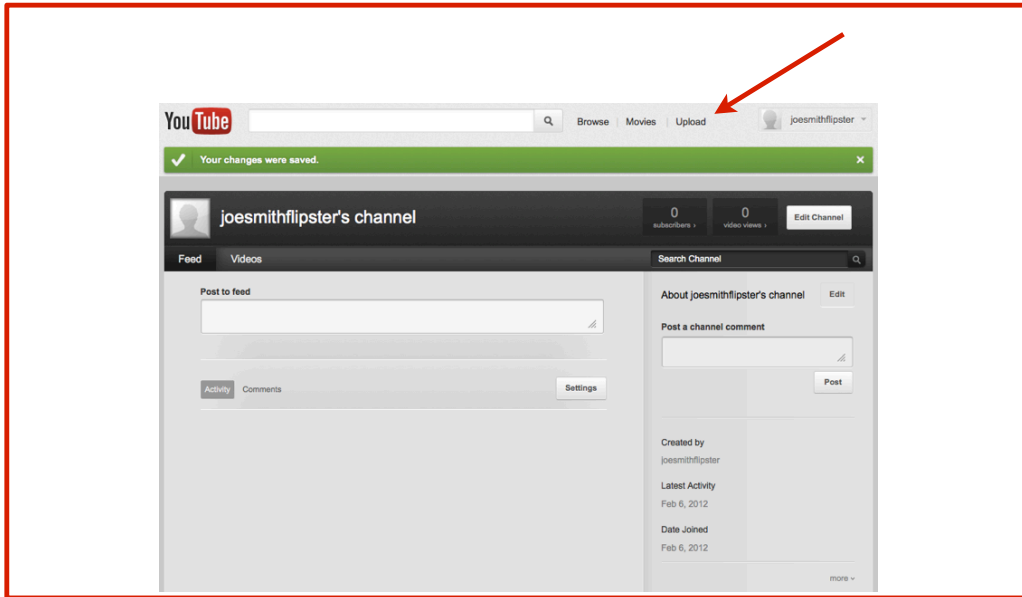 YouTube
Browse Movies Upload joesmithflipster
Your changes were saved.
joesmithflipster's channel
0 subscribers ›
0 video views ›
Edit Channel
Feed Videos
Search Channel
Post to feed
Activity Comments
Settings
About joesmithflipster's channel Edit
Post a channel comment
Post
Created by
joesmithflipster
Latest Activity
Feb 6, 2012
Date Joined
Feb 6, 2012
more